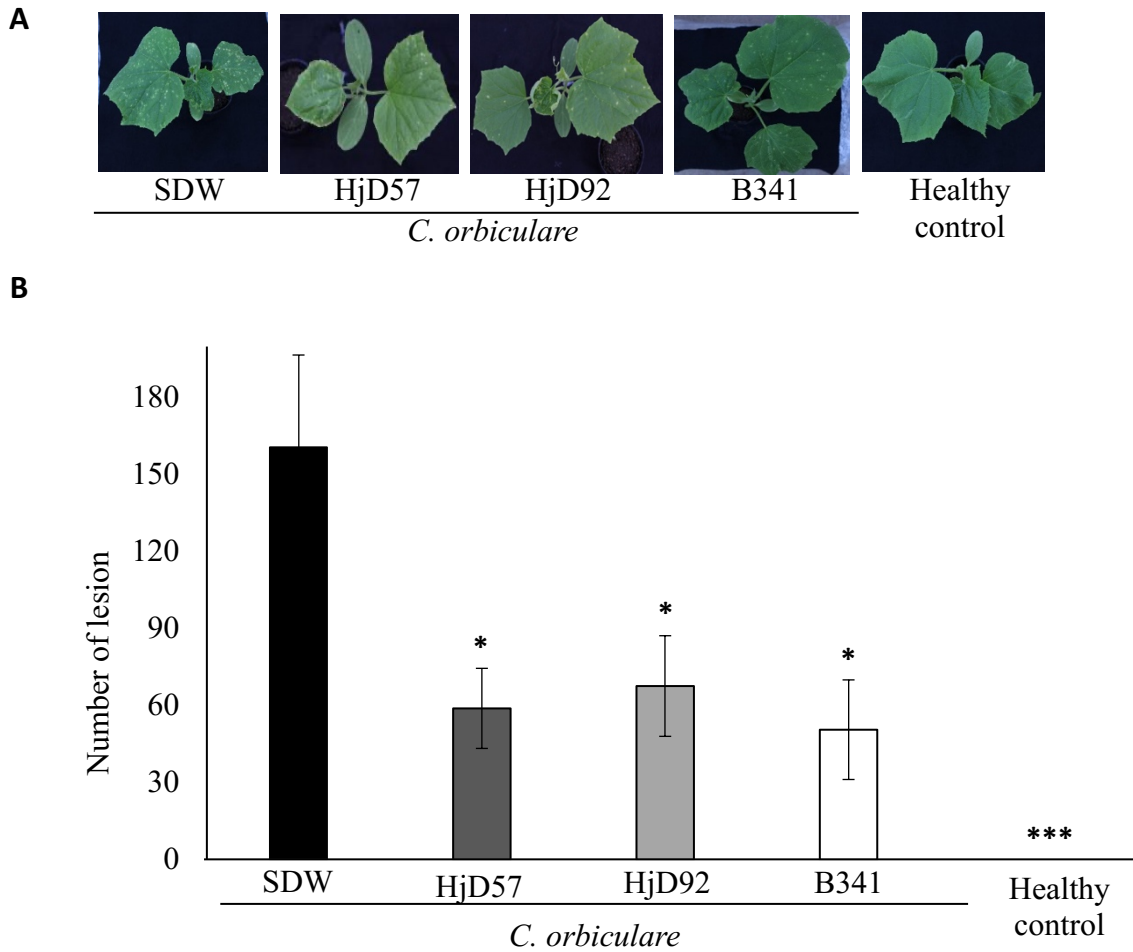 A
SDW HjD57 HjD92 B341 Healthy control
C. orbiculare
B
Number of lesion
180
150
120
90
60
30
0
*
*
*
***
SDW HjD57 HjD92 B341 Healthy control
C. orbiculare